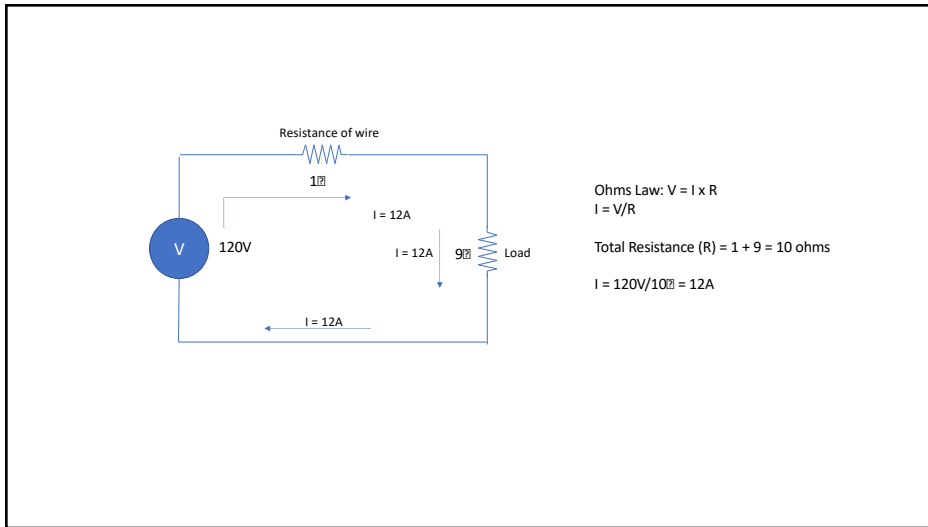 Resistance of wire
1⍰
I = 12A
V
120V
I = 12A
9⍰
Load
I = 12A
Ohms Law: V = I x R
I = V/R
Total Resistance (R) = 1 + 9 = 10 ohms
I = 120V/10⍰ = 12A